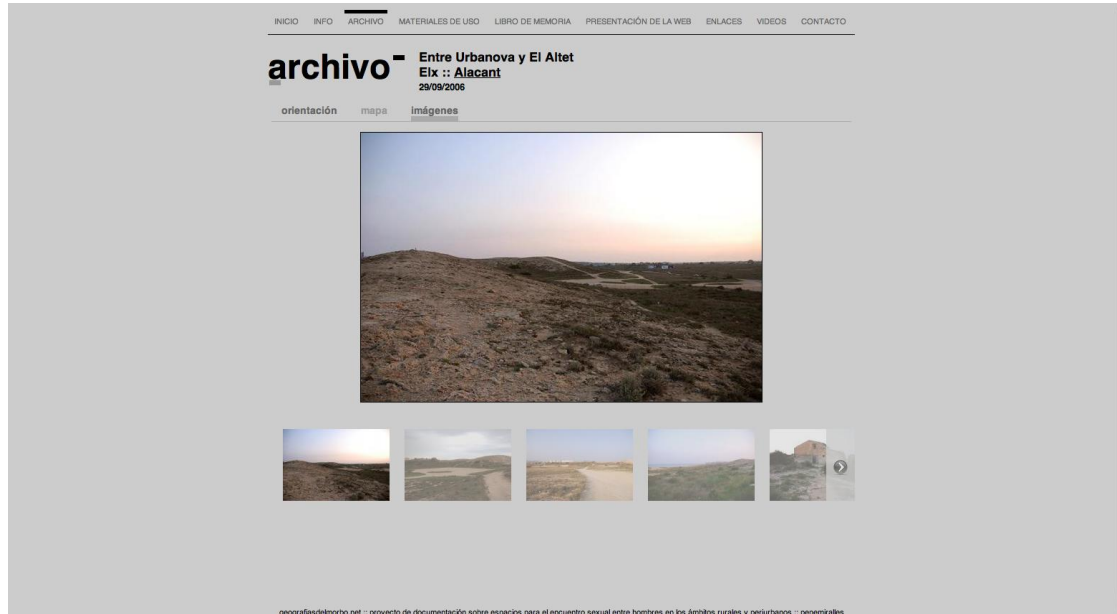 INICIO INFO ARCHIVO MATERIALES DE USO LIBRO DE MEMORIA PRESENTACIÓN DE LA WEB ENLACES VIDEOS CONTACTO
archivo-
Entre Urbanova y El Altet
Elx :: Alacant
29/09/2006
orientación mapa imágenes
geografiasdelmorbo.net :: proyecto de documentación sobre espacios para el encuentro sexual entre hombres en los ámbitos rurales y periurbanos :: pepemiralles